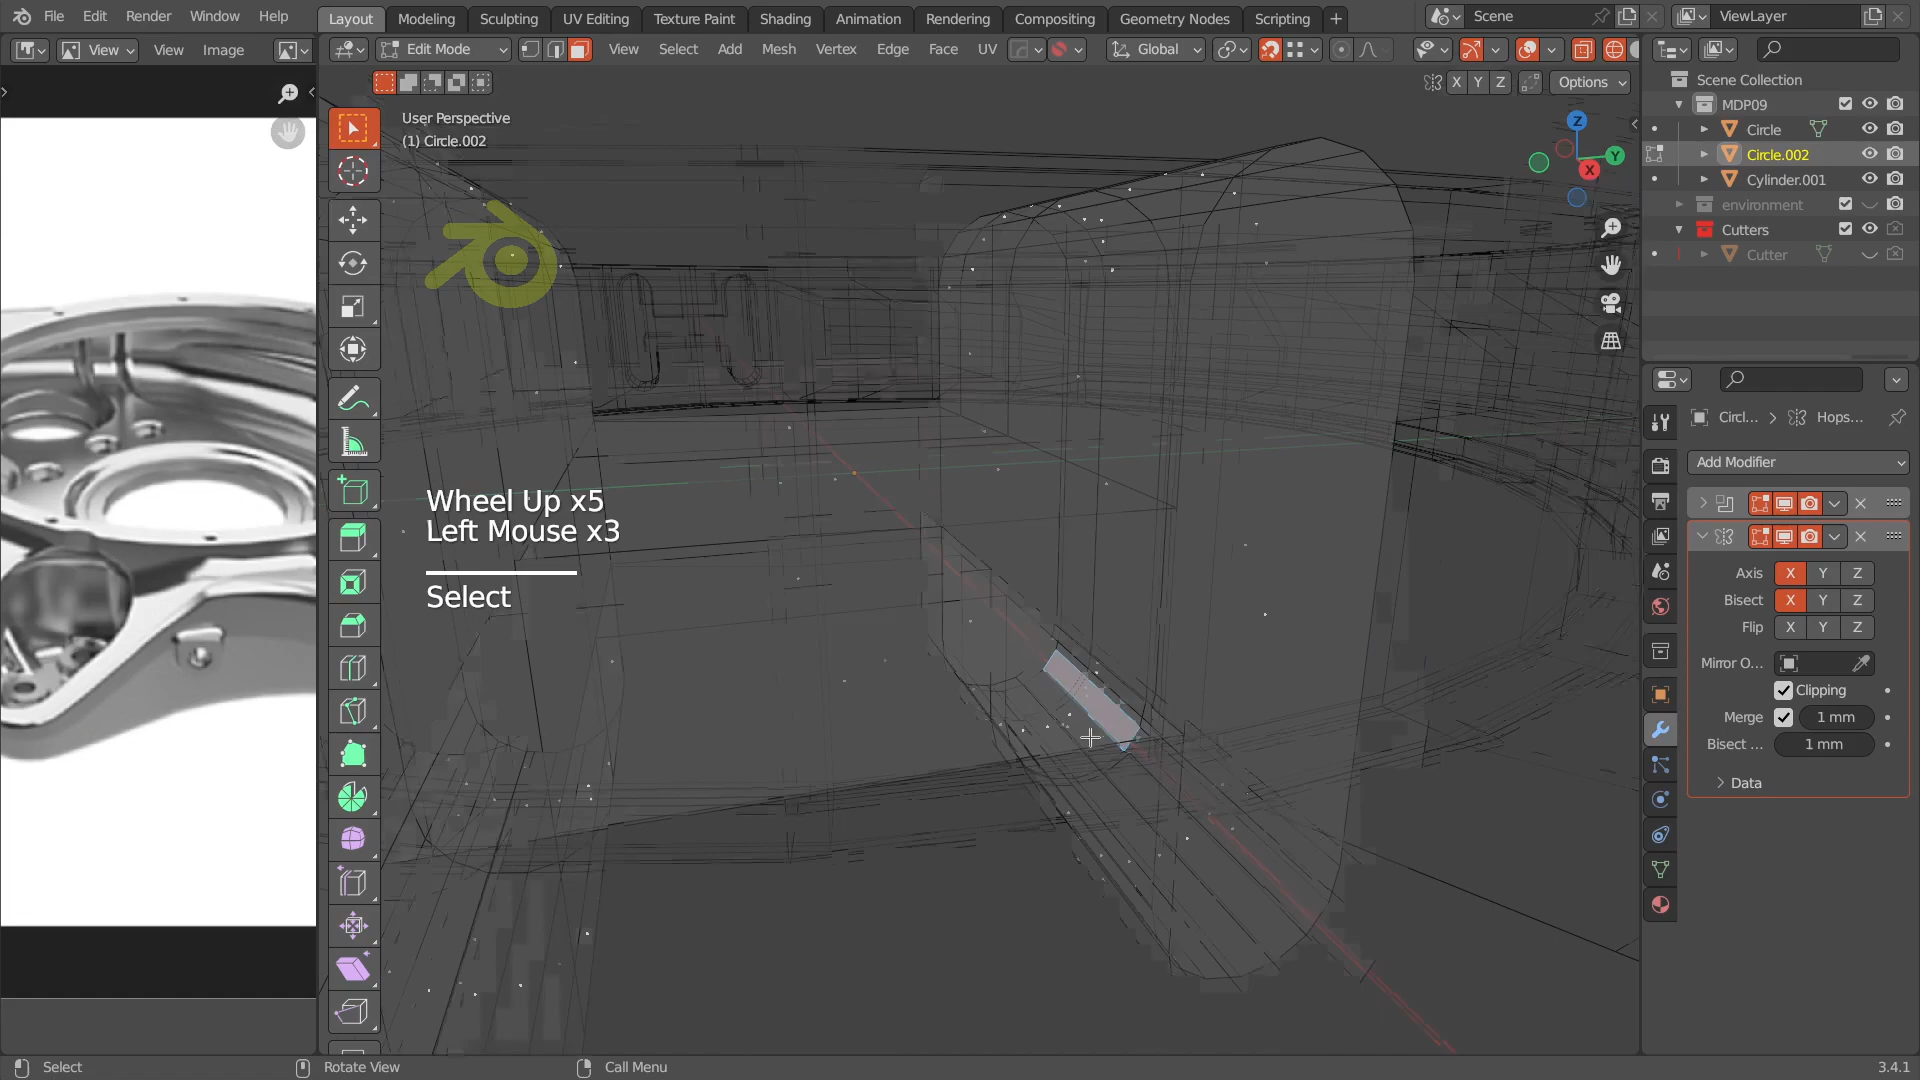 File Edit Render Window Help
Layout Modeling Sculpting UV Editing Texture Paint Shading Animation Rendering Compositing Geometry Nodes Scripting +
Scene
ViewLayer
View View Image
Edit Mode View Select Add Mesh Vertex Edge Face UV Global
X Y Z Options
User Perspective
(1) Circle.002
Z
Y
X
Wheel Up x5
Left Mouse x3
Select
Scene Collection
MDP09
Circle
Circle.002
Cylinder.001
environment
Cutters
Cutter
Circl... > Hops...
Add Modifier
Axis X Y Z
Bisect X Y Z
Flip X Y Z
Mirror O...
Clipping
Merge 1 mm
Bisect ... 1 mm
Data
Select Rotate View Call Menu 3.4.1